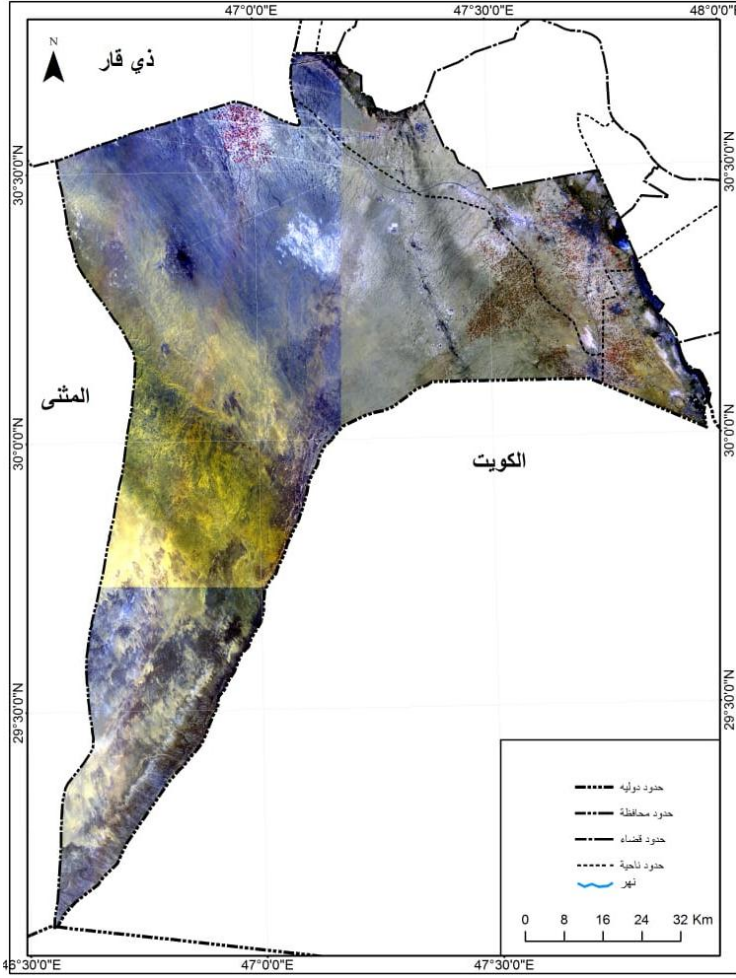 47°0'0"E 47°30'0"E 48°0'0"E
N
ذي قار
30°30'0"N 30°30'0"N
المثنى
30°0'0"N 30°0'0"N
الكويت
29°30'0"N 29°30'0"N
حدود دوليه
حدود محافظة
حدود قضاء
حدود ناحية
نهر
0 8 16 24 32 Km
46°30'0"E 47°0'0"E 47°30'0"E